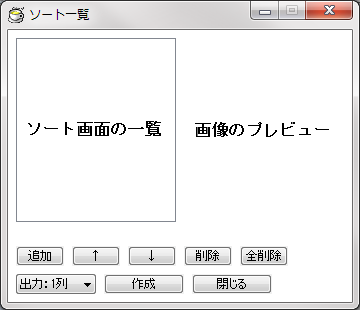 ソート一覧
ソート画面の一覧
画像のプレビュー
追加 ↑ ↓ 削除 全削除
出力：1列 作成 閉じる